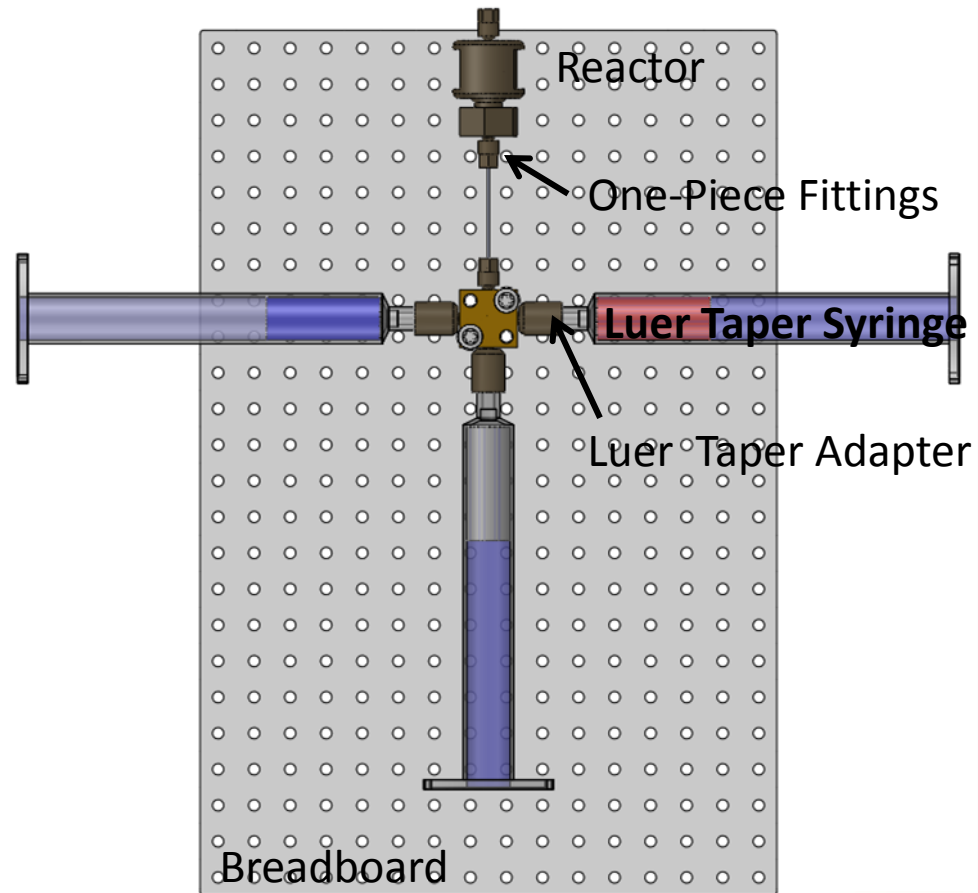 Reactor
One-Piece Fittings
Luer Taper Syringe
Luer Taper Adapter
Breadboard